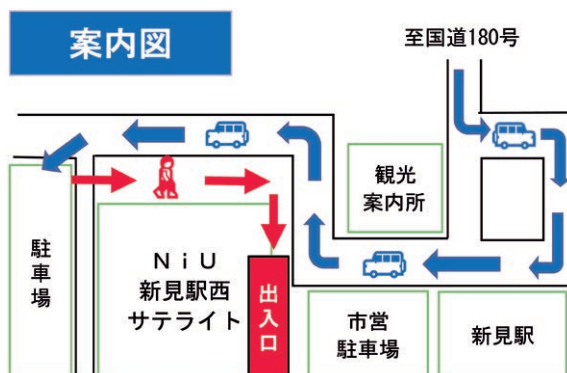 案内図
至国道180号
観光
案内所
駐車場
NiU
新見駅西
サテライト
出入口
市営
駐車場
新見駅